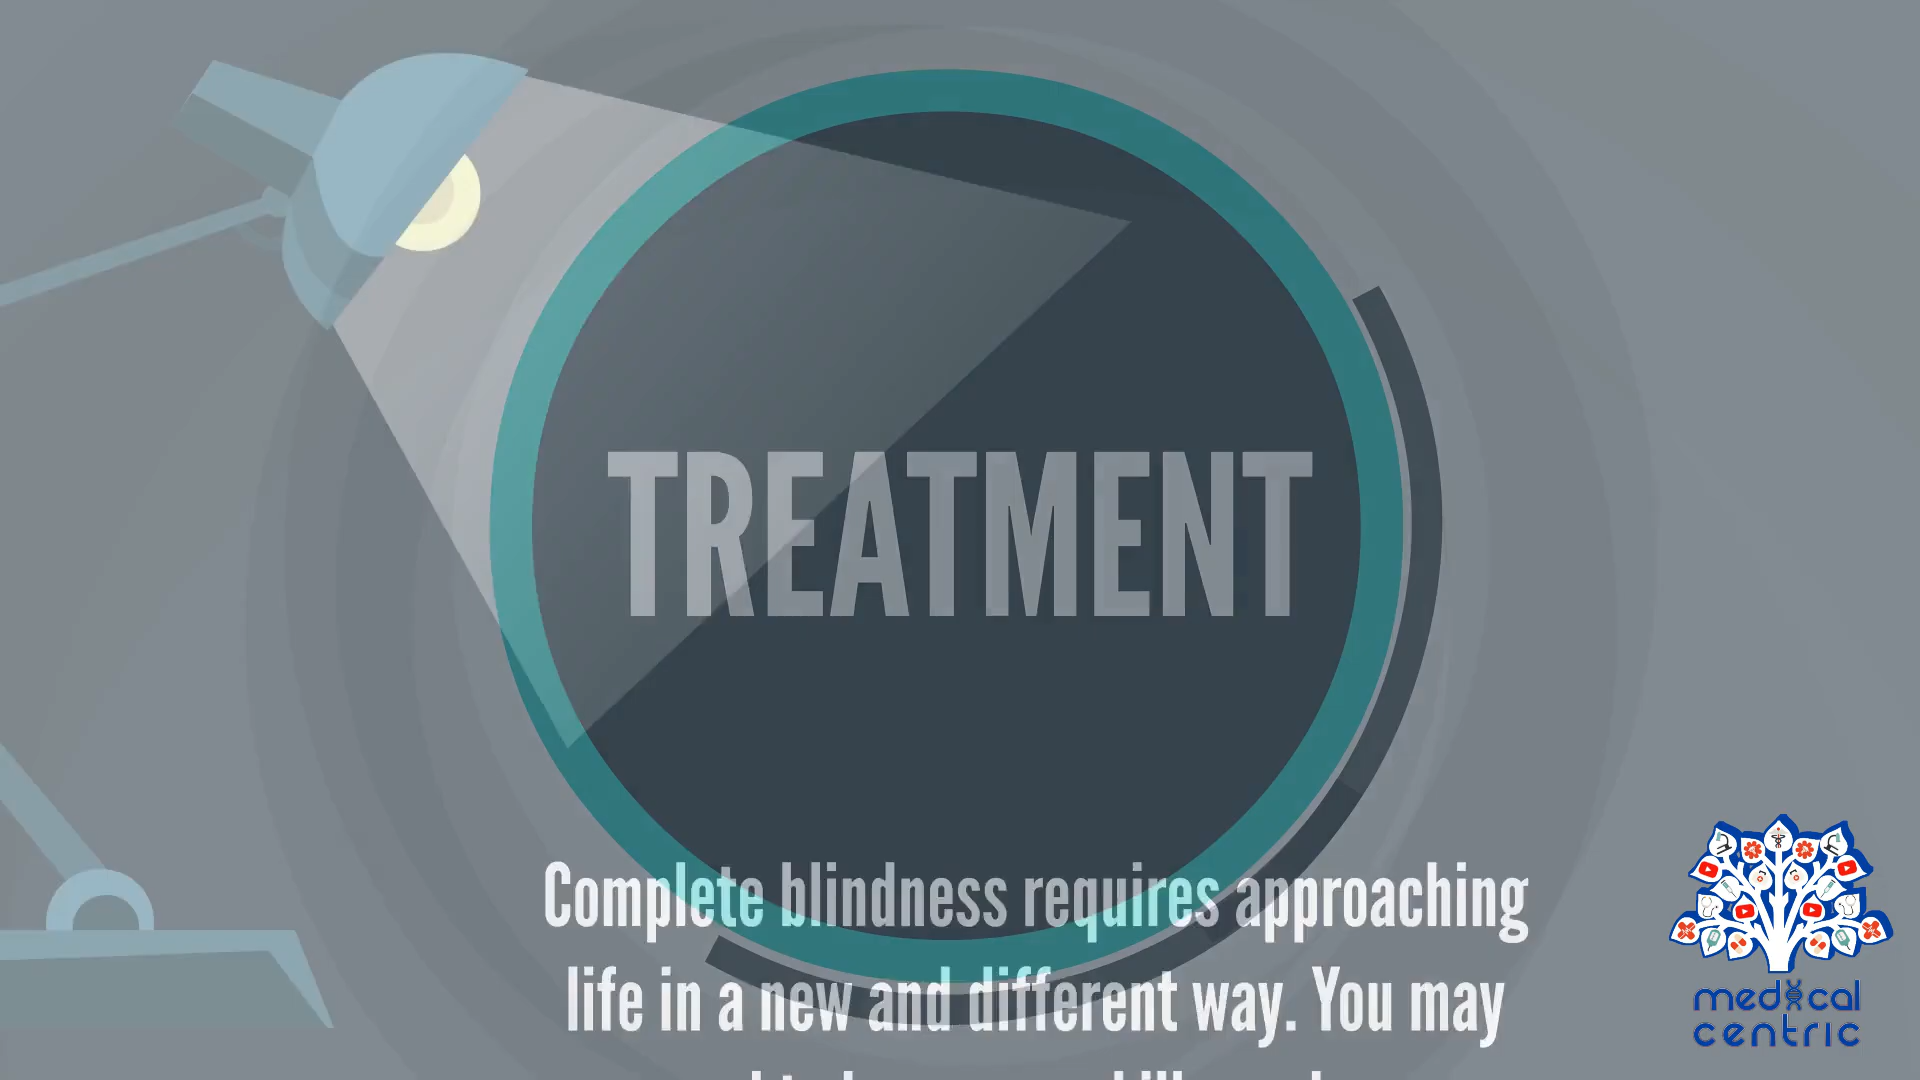 TREATMENT
Complete blindness requires approaching
life in a new and different way. You may
medical
centric